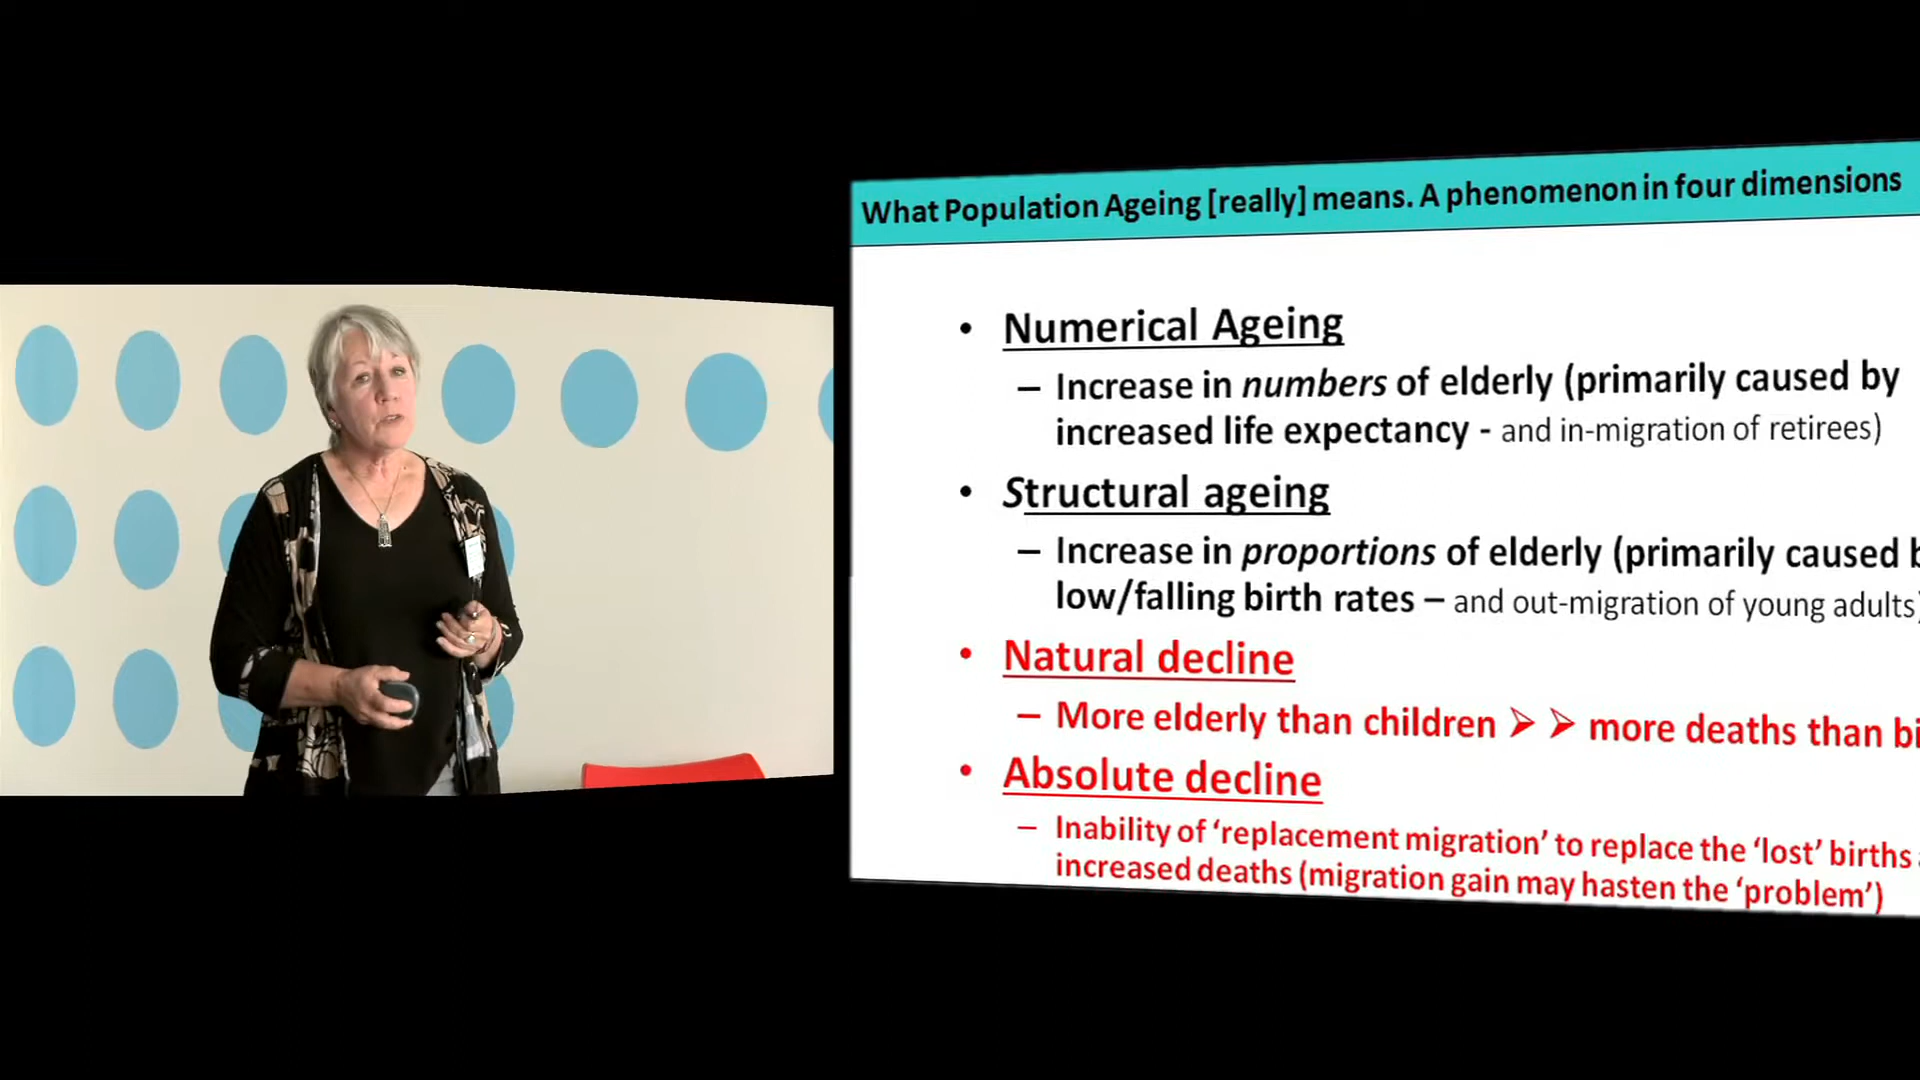 What Population Ageing [really] means. A phenomenon in four dimensions
• Numerical Ageing
– Increase in numbers of elderly (primarily caused by
increased life expectancy - and in-migration of retirees)
• Structural ageing
– Increase in proportions of elderly (primarily caused
low/falling birth rates – and out-migration of young adults)
• Natural decline
– More elderly than children ➢ ➢ more deaths than
• Absolute decline
– Inability of ‘replacement migration’ to replace the ‘lost’ births
increased deaths (migration gain may hasten the ‘problem’)